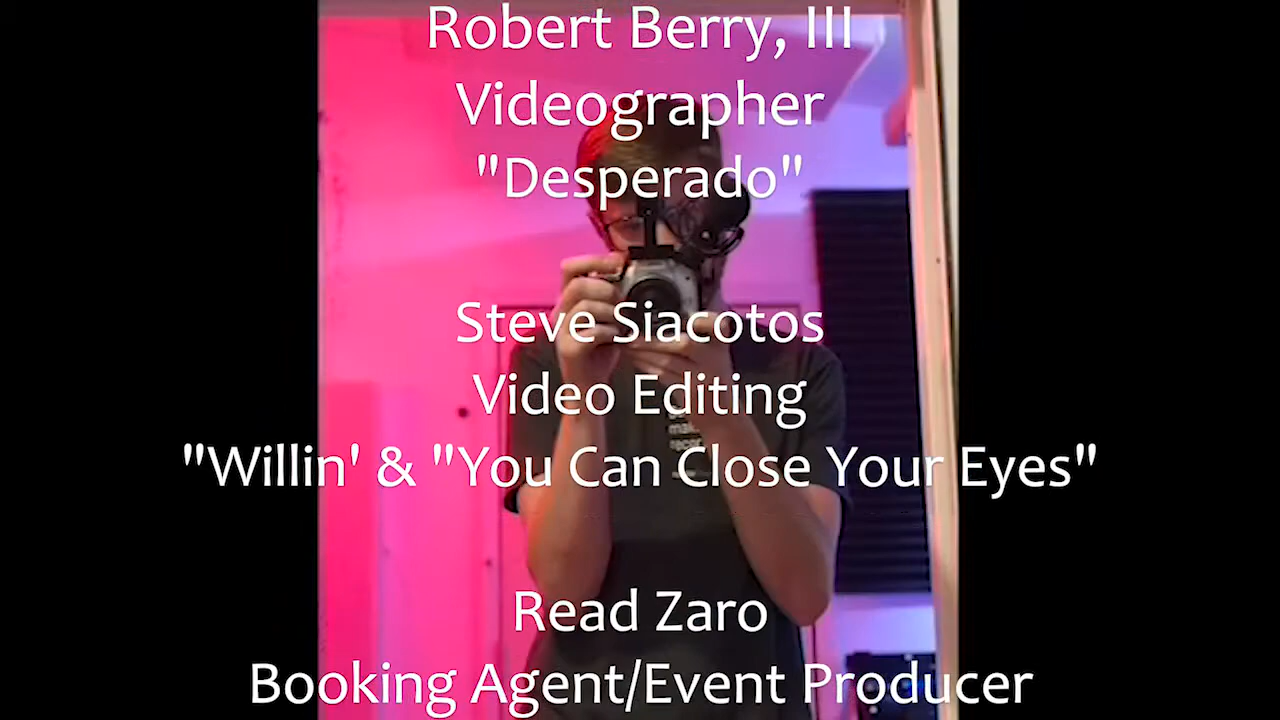 Robert Berry, III
Videographer
"Desperado"
Steve Siacotos
Video Editing
"Willin' & "You Can Close Your Eyes"
Read Zaro
Booking Agent/Event Producer